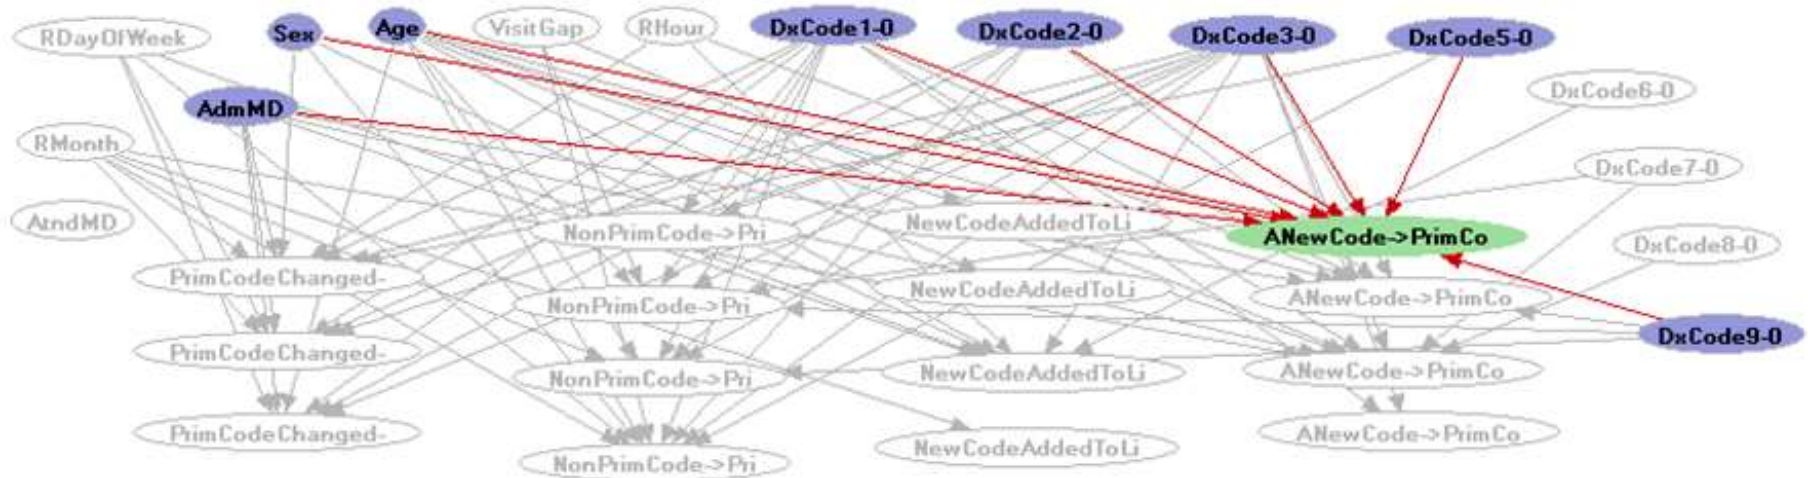 RDayOfWeek
Sex
Age
VisitGap
RHour
DxCode1-0
DxCode2-0
DxCode3-0
DxCode5-0
DxCode6-0
AdmMD
RMonth
DxCode7-0
AtndMD
NonPrimCode->Pri
NewCodeAddedToLi
ANewCode->PrimCo
DxCode8-0
PrimCodeChanged-
NonPrimCode->Pri
NewCodeAddedToLi
ANewCode->PrimCo
DxCode9-0
PrimCodeChanged-
NonPrimCode->Pri
NewCodeAddedToLi
ANewCode->PrimCo
PrimCodeChanged-
NonPrimCode->Pri
NewCodeAddedToLi
ANewCode->PrimCo